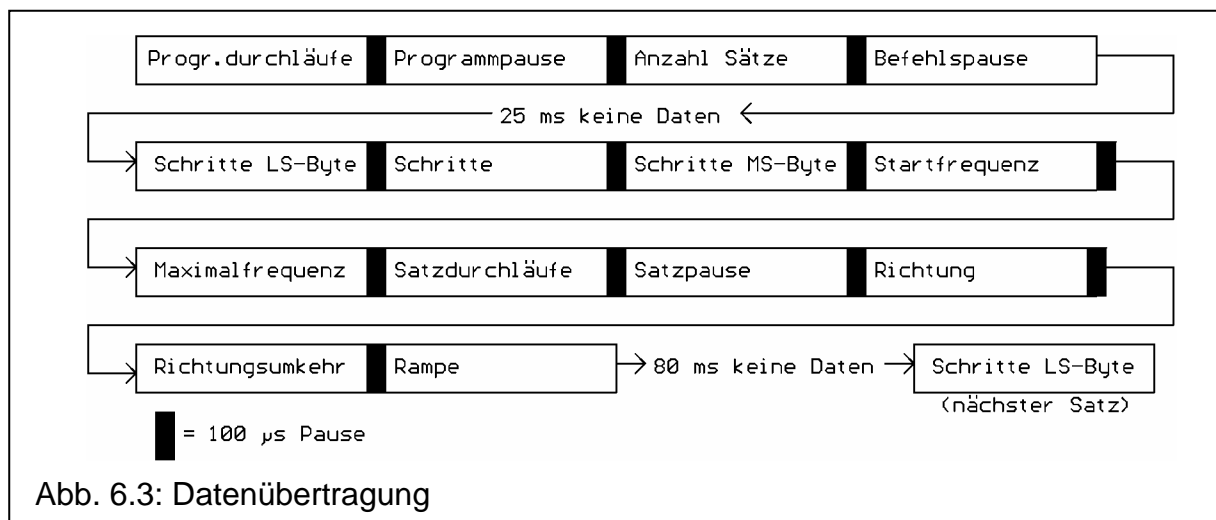 Progr.durchläufe Programmpause Anzahl Sätze Befehlspause
25 ms keine Daten
Schritte LS-Byte Schritte Schritte MS-Byte Startfrequenz
Maximalfrequenz Satzdurchläufe Satzpause Richtung
Richtungsumkehr Rampe 80 ms keine Daten Schritte LS-Byte
(nächster Satz)
= 100 µs Pause
Abb. 6.3: Datenübertragung